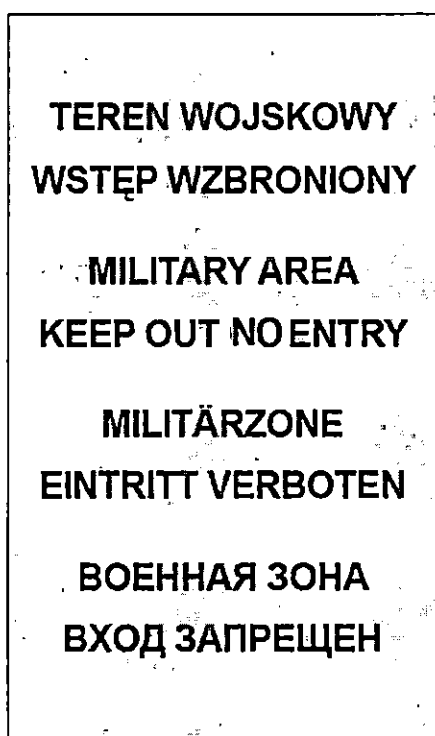 TEREN WOJSKOWY
WSTĘP WZBRONIONY
MILITARY AREA
KEEP OUT NO ENTRY
MILITÄRZONE
EINTRITT VERBOTEN
ВОЕННАЯ ЗОНА
ВХОД ЗАПРЕЩЕН